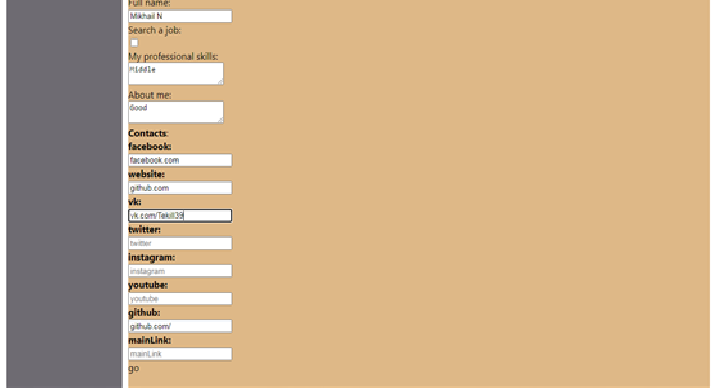 Full name:
Mikhail N
Search a job:
My professional skills:
Middle
About me:
Good
Contacts:
facebook:
facebook.com
website:
github.com
vk:
vk.com/Tekill39
twitter:
twitter
instagram:
instagram
youtube:
youtube
github:
github.com/
mainLink:
mainLink
go